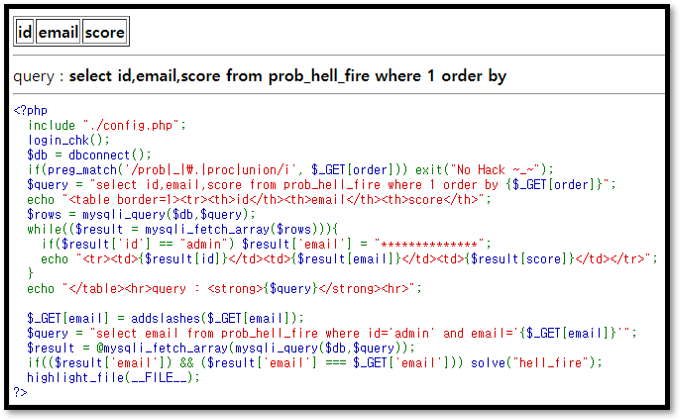 id email score
query : select id,email,score from prob_hell_fire where 1 order by
<?php
include "./config.php";
login_chk();
$db = dbconnect();
if(preg_match('/prob|_|₩.|proc|union/i', $_GET[order])) exit("No Hack ~_~");
$query = "select id,email,score from prob_hell_fire where 1 order by {$_GET[order]}";
echo "<table border=1><tr><th>id</th><th>email</th><th>score</th>";
$rows = mysqli_query($db,$query);
while(($result = mysqli_fetch_array($rows))){
if($result['id'] == "admin") $result['email'] = "**************";
echo "<tr><td>{$result[id]}</td><td>{$result[email]}</td><td>{$result[score]}</td></tr>";
}
echo "</table><hr>query : <strong>{$query}</strong><hr>";
$_GET[email] = addslashes($_GET[email]);
$query = "select email from prob_hell_fire where id='admin' and email='{$_GET[email]}'";
$result = @mysqli_fetch_array(mysqli_query($db,$query));
if(($result['email']) && ($result['email'] === $_GET['email'])) solve("hell_fire");
highlight_file(__FILE__);
?>